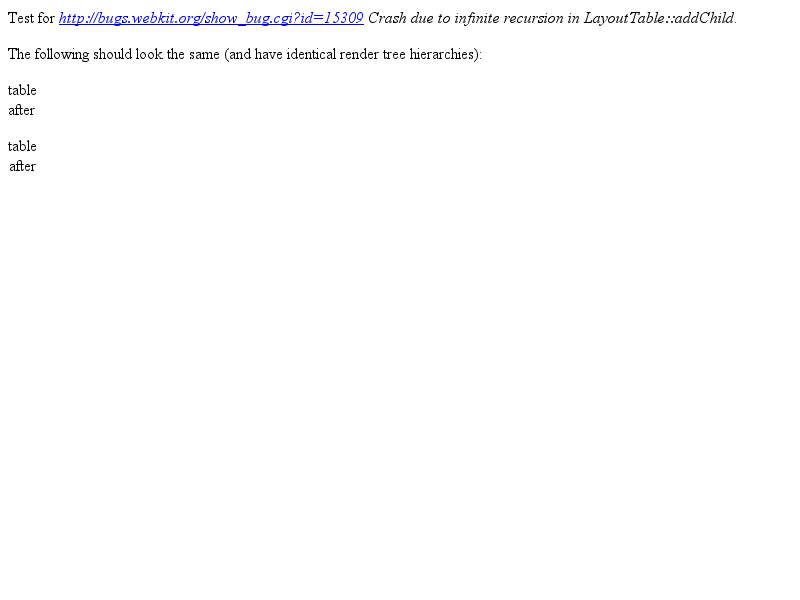 Test for http://bugs.webkit.org/show_bug.cgi?id=15309 Crash due to infinite recursion in LayoutTable::addChild.
The following should look the same (and have identical render tree hierarchies):
table
after
table
after